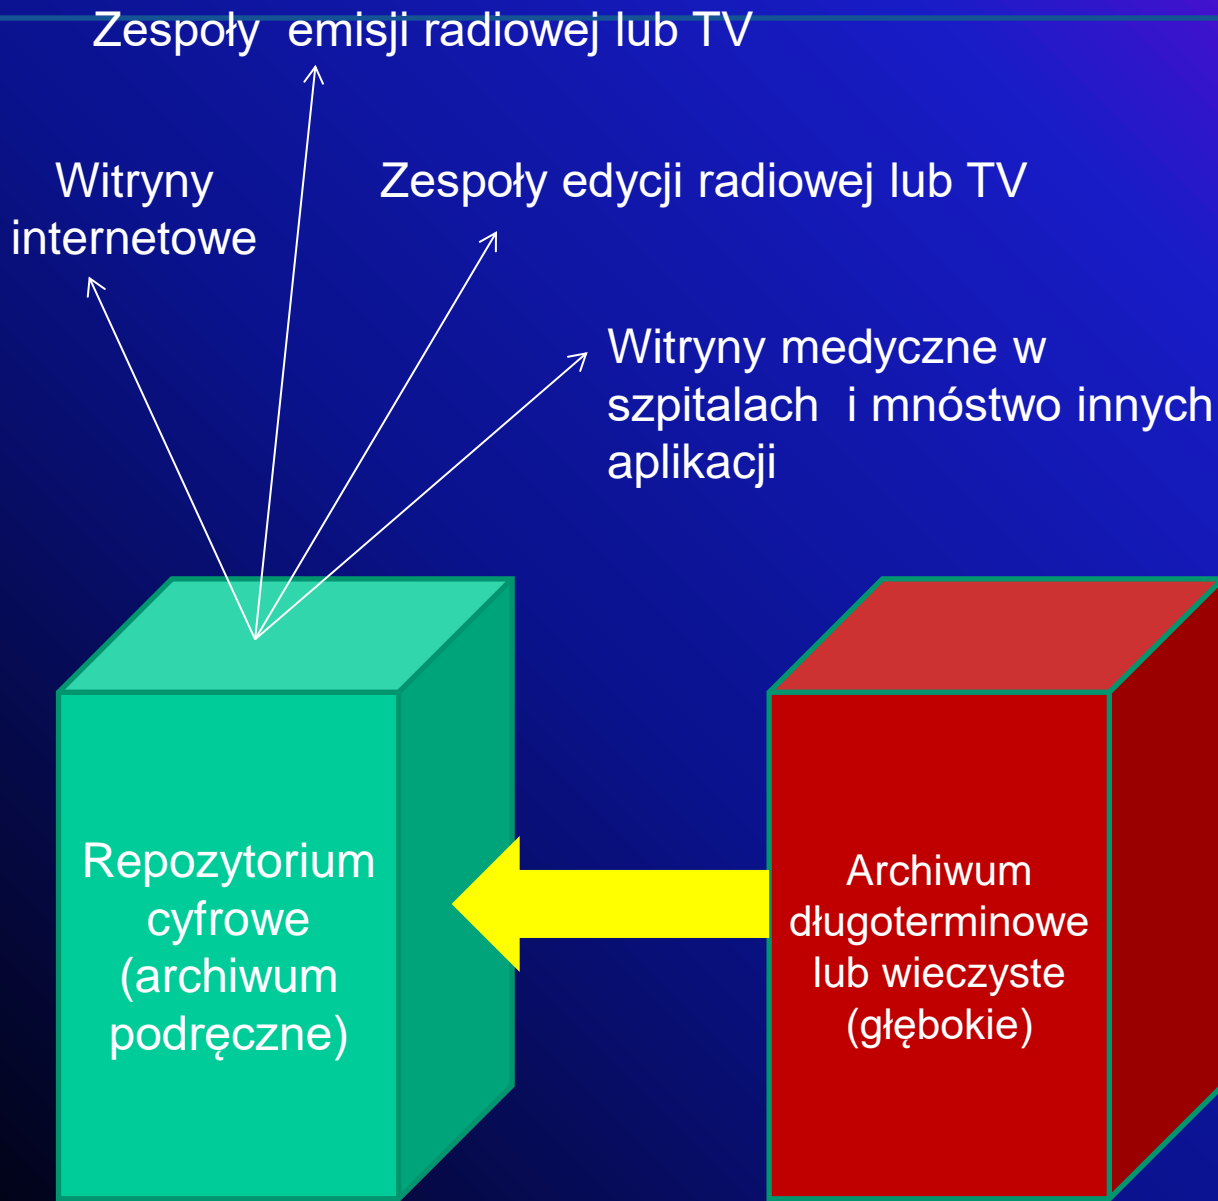 Zespoły  emisji radiowej lub TV
Witryny
internetowe
Zespoły edycji radiowej lub TV
Witryny medyczne w
szpitalach  i mnóstwo innych
aplikacji
Repozytorium
cyfrowe
(archiwum
podręczne)
Archiwum
długoterminowe
lub wieczyste
(głębokie)